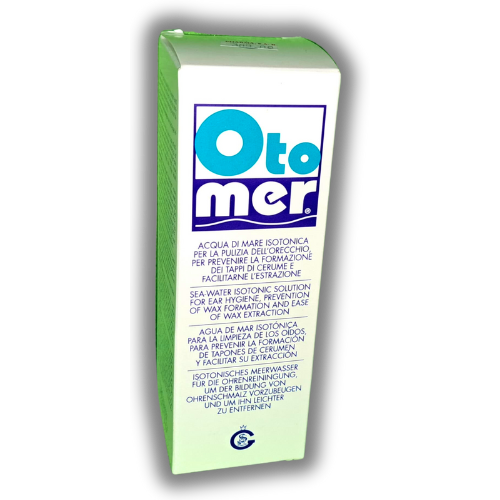 Oto
mer®
ACQUA DI MARE ISOTONICA
PER LA PULIZIA DELL'ORECCHIO,
PER PREVENIRE LA FORMAZIONE
DEI TAPPI DI CERUME E
FACILITARNE L'ESTRAZIONE
SEA-WATER ISOTONIC SOLUTION
FOR EAR HYGIENE, PREVENTION
OF WAX FORMATION AND EASE
OF WAX EXTRACTION
AGUA DE MAR ISOTÓNICA
PARA LA LIMPIEZA DE LOS OÍDOS,
PARA PREVENIR LA FORMACIÓN
DE TAPONES DE CERUMEN
Y FACILITAR SU EXTRACCIÓN
ISOTONISCHES MEERWASSER
FÜR DIE OHRENREININGUNG,
UM DER BILDUNG VON
OHRENSCHMALZ VORZUBEUGEN
UND UM IHN LEICHTER
ZU ENTFERNEN